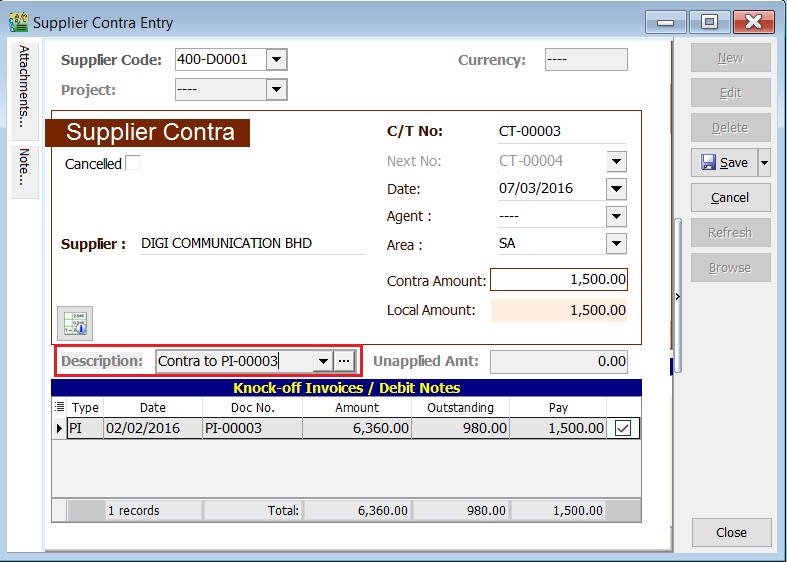 Supplier Contra Entry
Attachments...
Note...
Supplier Code: 400-D0001 Currency: ----
Project: ----
Supplier Contra
Cancelled
C/T No: CT-00003
Next No: CT-00004
Date: 07/03/2016
Agent : ----
Supplier : DIGI COMMUNICATION BHD
Area : SA
Contra Amount: 1,500.00
Local Amount: 1,500.00
Description: Contra to PI-00003 ... Unapplied Amt: 0.00
Knock-off Invoices / Debit Notes
Type Date Doc No. Amount Outstanding Pay
PI 02/02/2016 PI-00003 6,360.00 980.00 1,500.00
1 records Total: 6,360.00 980.00 1,500.00
New
Edit
Delete
Save
Cancel
Refresh
Browse
Close